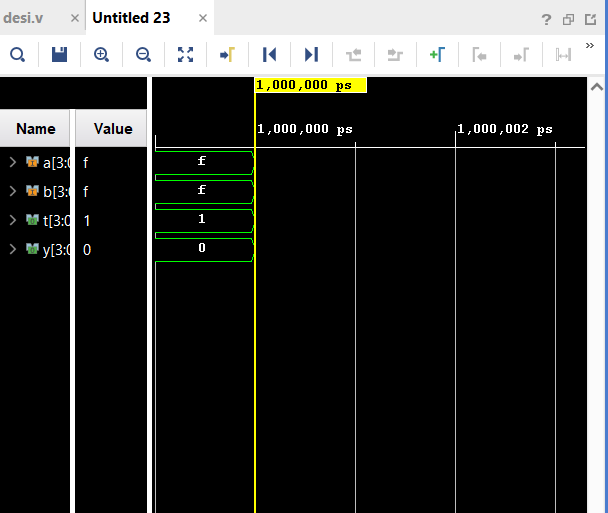 desi.v × Untitled 23 ×
?
»
1,000,000 ps
Name Value
1,000,000 ps 1,000,002 ps
a[3:0 f f
b[3:0 f f
t[3:0 1 1
y[3:0 0 0